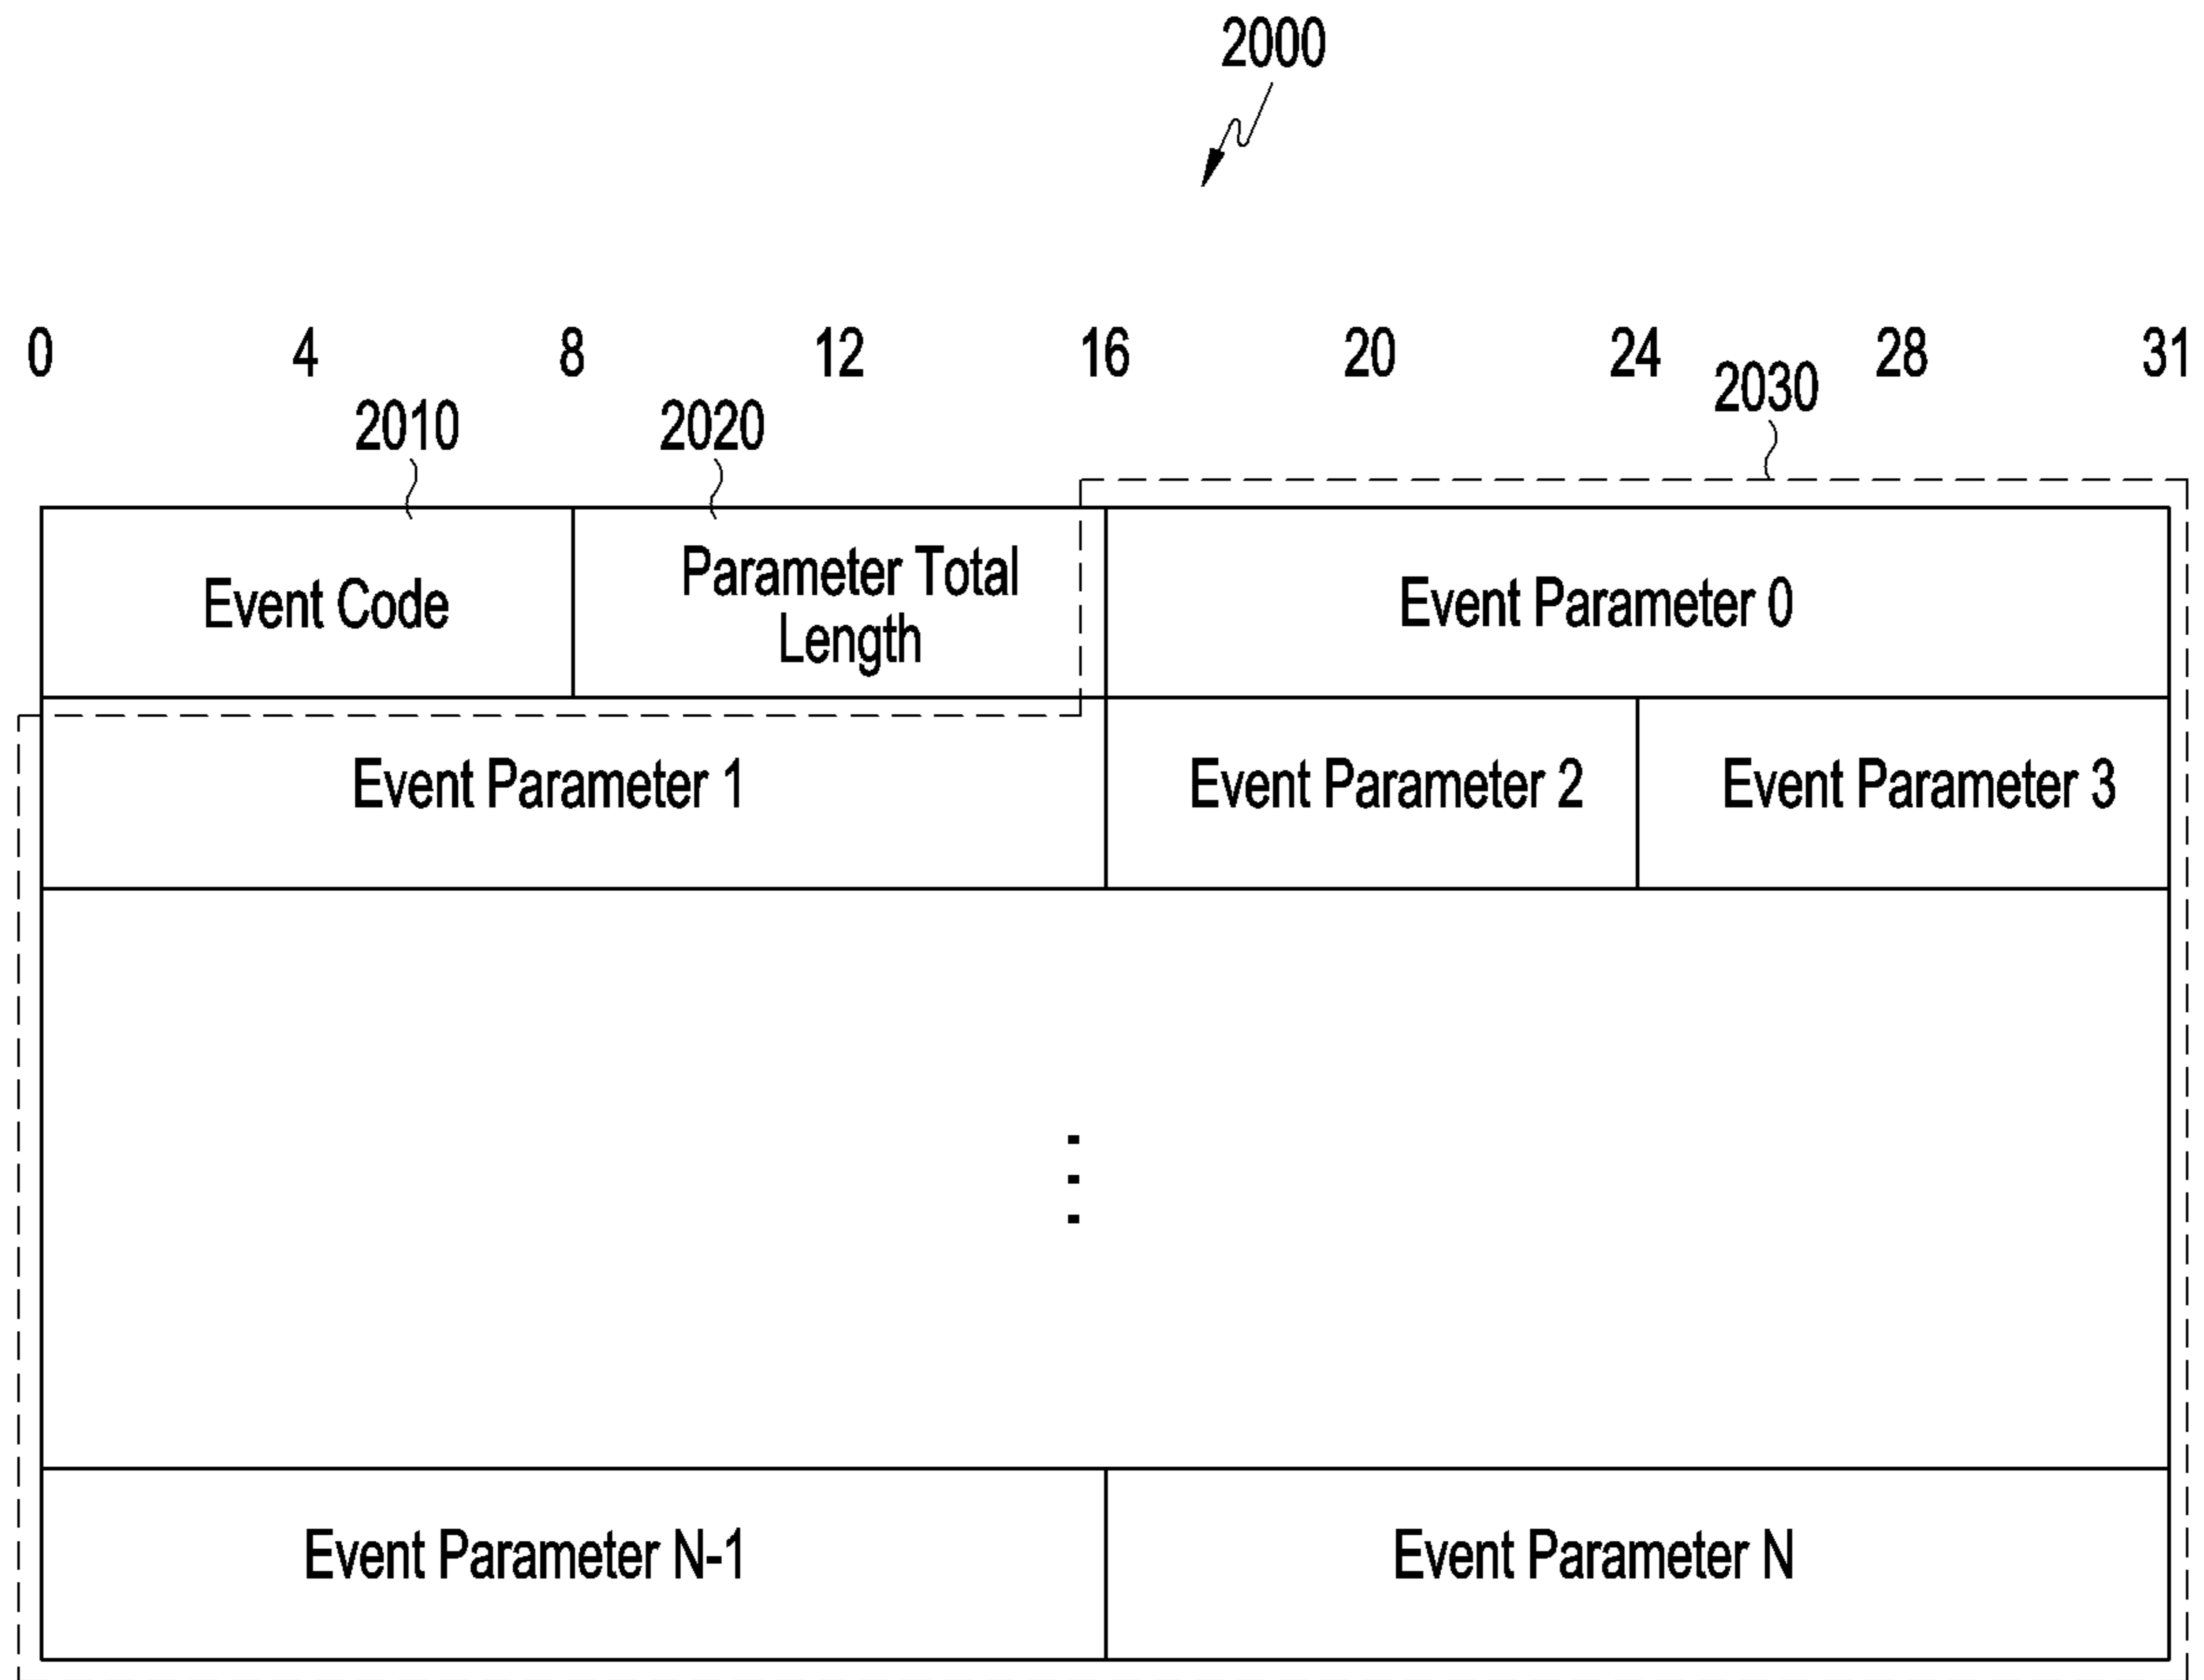 2000
0 4 8 12 16 20 24 28 31
2010 2020 2030
Event Code
Parameter Total
Length
Event Parameter 0
Event Parameter 1
Event Parameter 2
Event Parameter 3
Event Parameter N-1
Event Parameter N